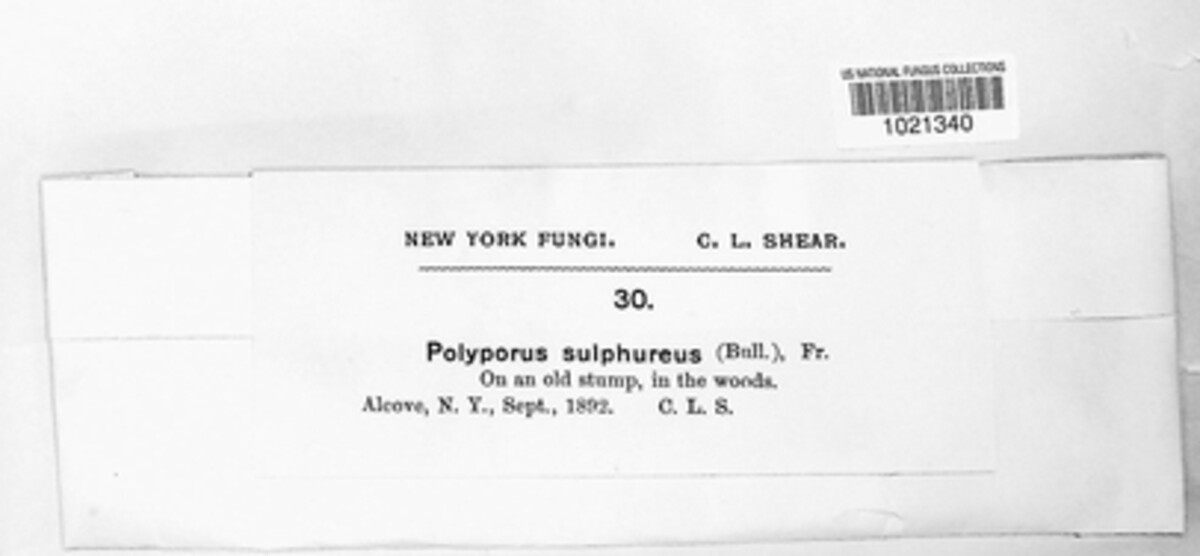 US NATIONAL FUNGUS COLLECTIONS
1021340
NEW YORK FUNGI. C. L. SHEAR.
30.
Polyporus sulphureus (Bull.), Fr.
On an old stump, in the woods.
Alcove, N. Y., Sept., 1892. C. L. S.